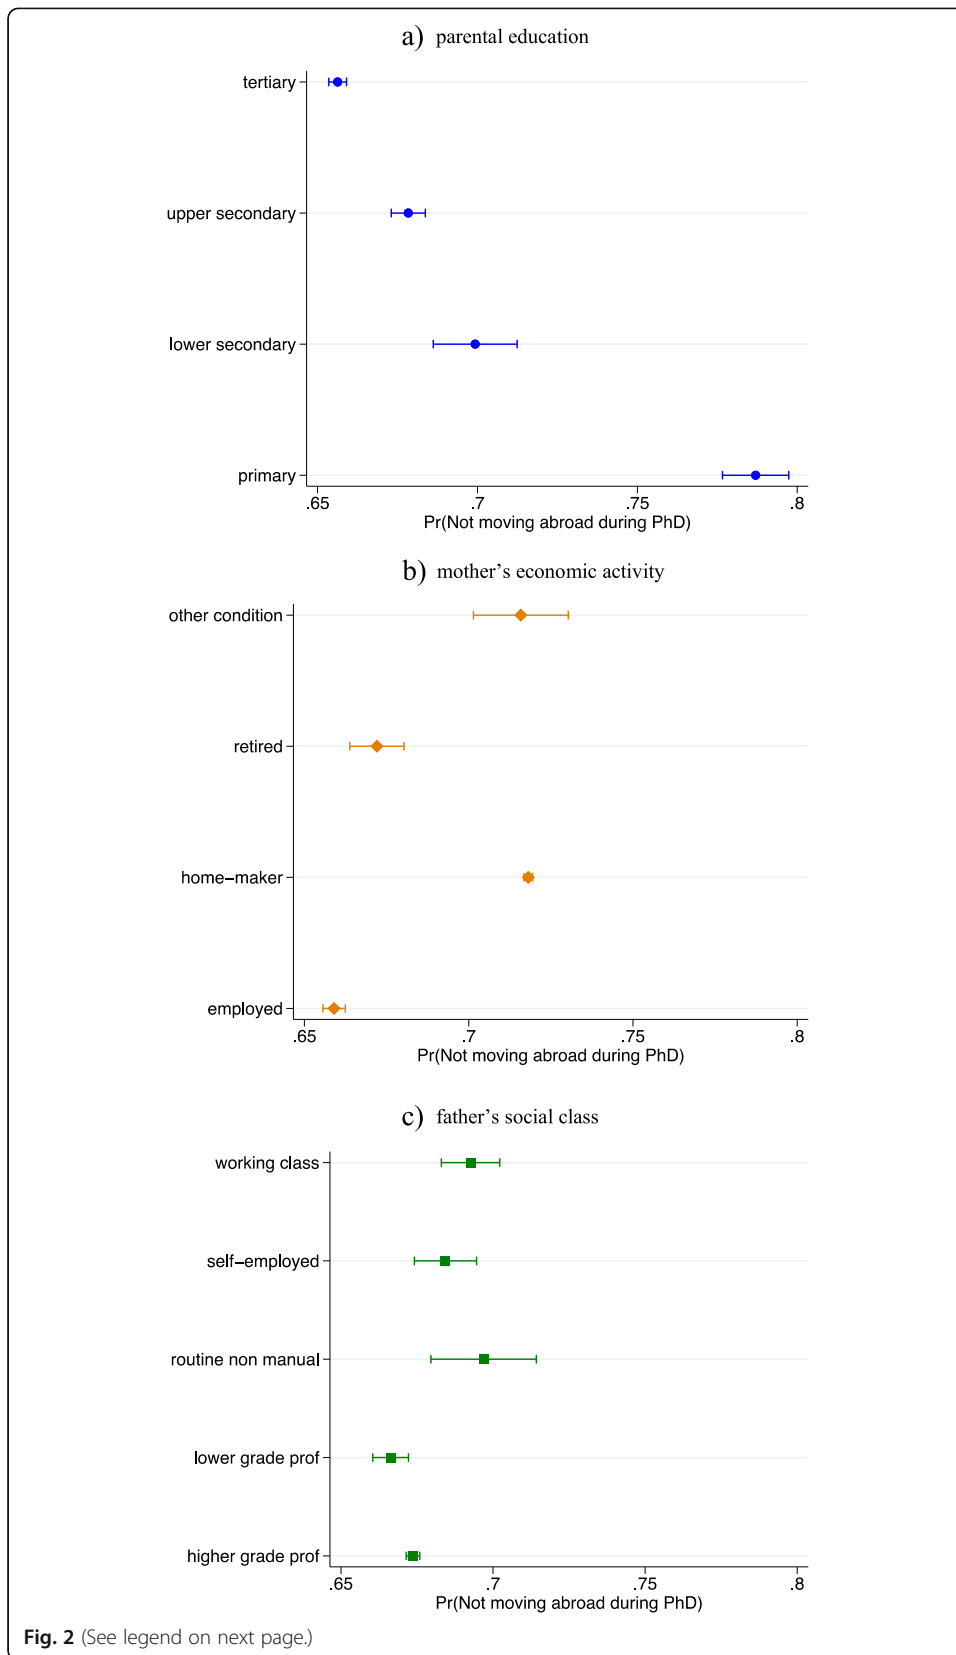 a) parental education
tertiary
upper secondary
lower secondary
primary
.65 .7 .75 .8
Pr(Not moving abroad during PhD)
b) mother's economic activity
other condition
retired
home−maker
employed
.65 .7 .75 .8
Pr(Not moving abroad during PhD)
c) father's social class
working class
self−employed
routine non manual
lower grade prof
higher grade prof
.65 .7 .75 .8
Pr(Not moving abroad during PhD)
Fig. 2 (See legend on next page.)